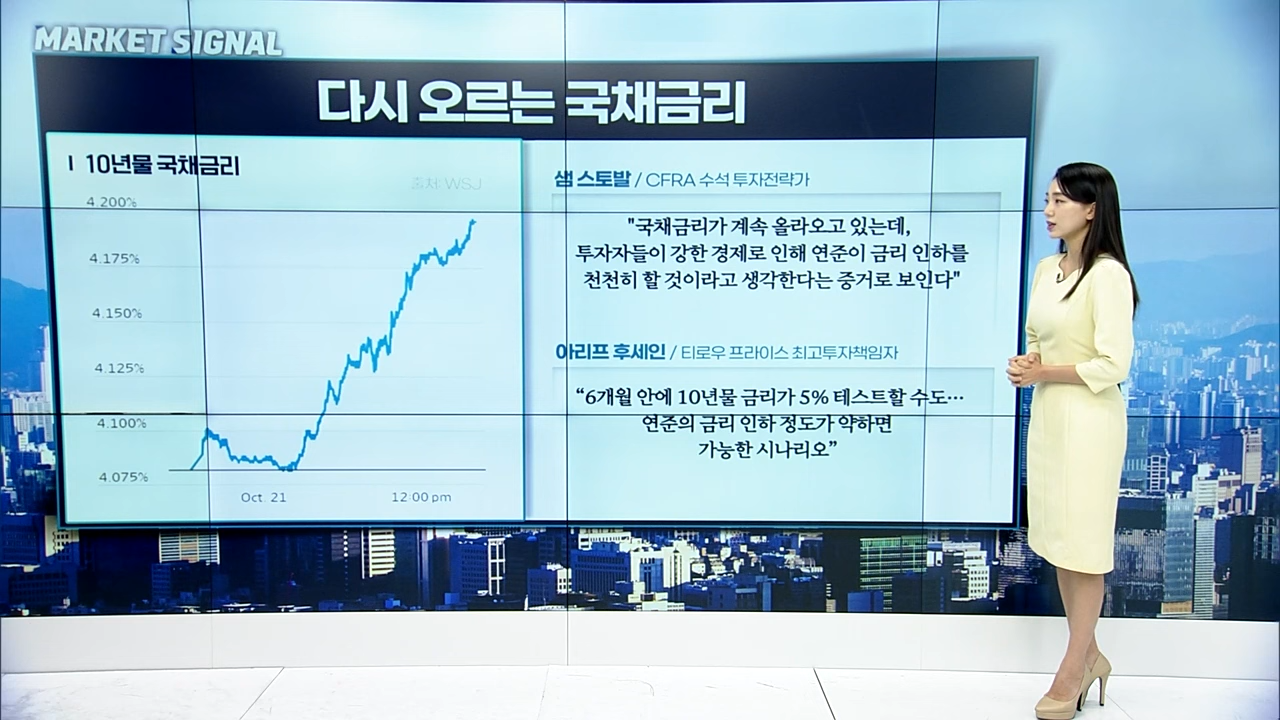 MARKET SIGNAL
다시 오르는 국채금리
I 10년물 국채금리
출처: WSJ
4.200%
4.175%
4.150%
4.125%
4.100%
4.075%
Oct. 21
12:00 pm
샘 스토발 / CFRA 수석 투자전략가
"국채금리가 계속 올라오고 있는데,
투자자들이 강한 경제로 인해 연준이 금리 인하를
천천히 할 것이라고 생각한다는 증거로 보인다"
아리프 후세인 / 티로우 프라이스 최고투자책임자
“6개월 안에 10년물 금리가 5% 테스트할 수도…
연준의 금리 인하 정도가 약하면
가능한 시나리오”